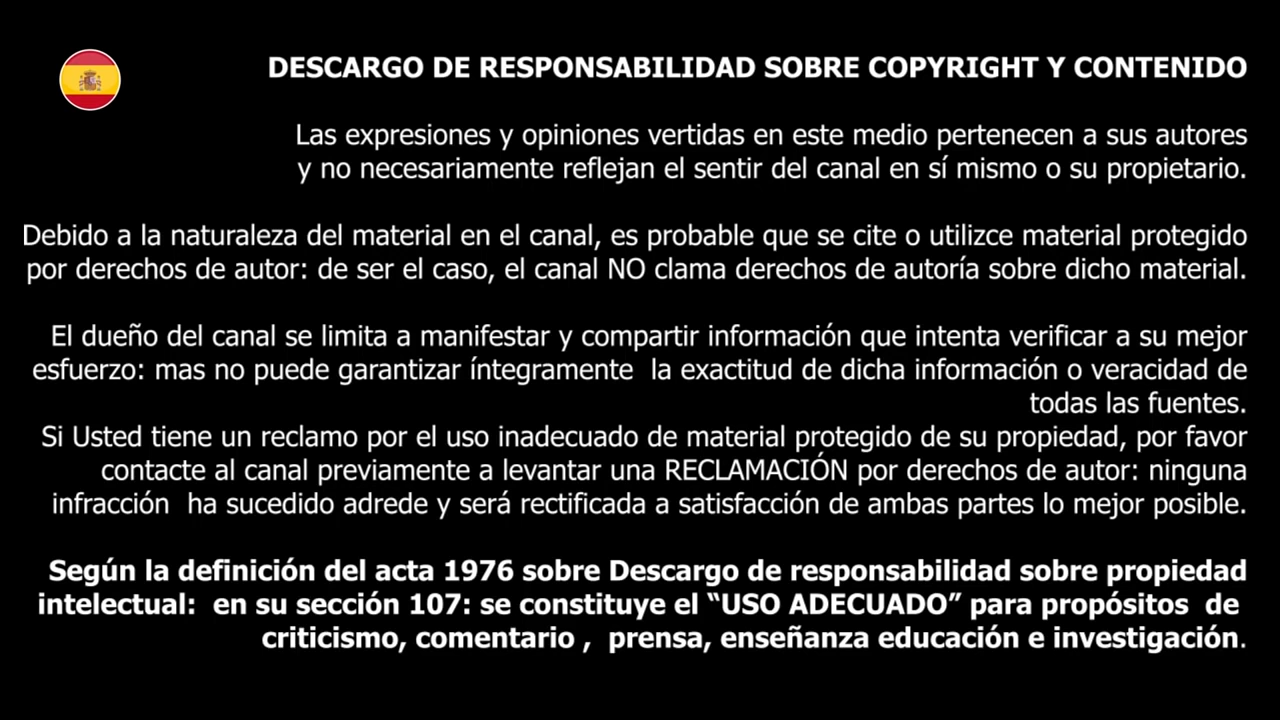 DESCARGO DE RESPONSABILIDAD SOBRE COPYRIGHT Y CONTENIDO
Las expresiones y opiniones vertidas en este medio pertenecen a sus autores
y no necesariamente reflejan el sentir del canal en sí mismo o su propietario.
Debido a la naturaleza del material en el canal, es probable que se cite o utilizce material protegido
por derechos de autor: de ser el caso, el canal NO clama derechos de autoría sobre dicho material.
El dueño del canal se limita a manifestar y compartir información que intenta verificar a su mejor
esfuerzo: mas no puede garantizar íntegramente  la exactitud de dicha información o veracidad de
todas las fuentes.
Si Usted tiene un reclamo por el uso inadecuado de material protegido de su propiedad, por favor
contacte al canal previamente a levantar una RECLAMACIÓN por derechos de autor: ninguna
infracción  ha sucedido adrede y será rectificada a satisfacción de ambas partes lo mejor posible.
Según la definición del acta 1976 sobre Descargo de responsabilidad sobre propiedad
intelectual:  en su sección 107: se constituye el “USO ADECUADO” para propósitos  de
criticismo, comentario ,  prensa, enseñanza educación e investigación.